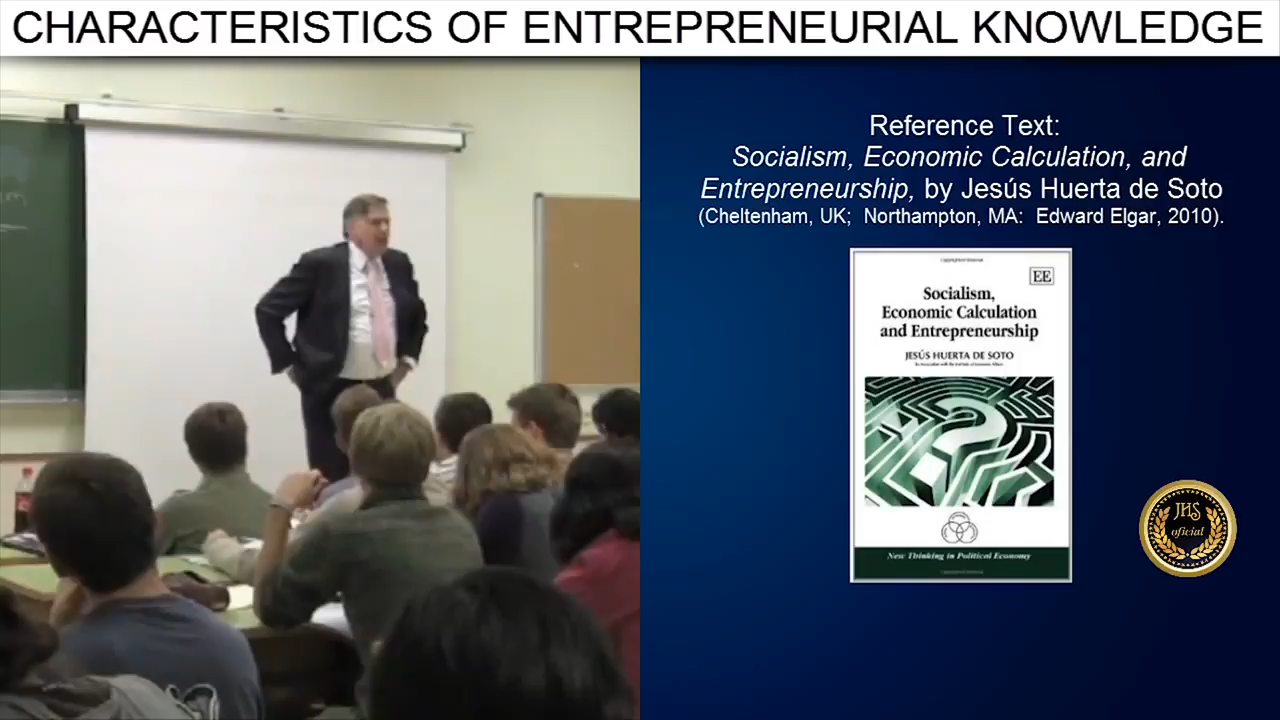 CHARACTERISTICS OF ENTREPRENEURIAL KNOWLEDGE
Reference Text:
Socialism, Economic Calculation, and
Entrepreneurship, by Jesús Huerta de Soto
(Cheltenham, UK; Northampton, MA: Edward Elgar, 2010).
EE
Socialism,
Economic Calculation
and Entrepreneurship
JESÚS HUERTA DE SOTO
New Thinking in Political Economy
JHS
oficial